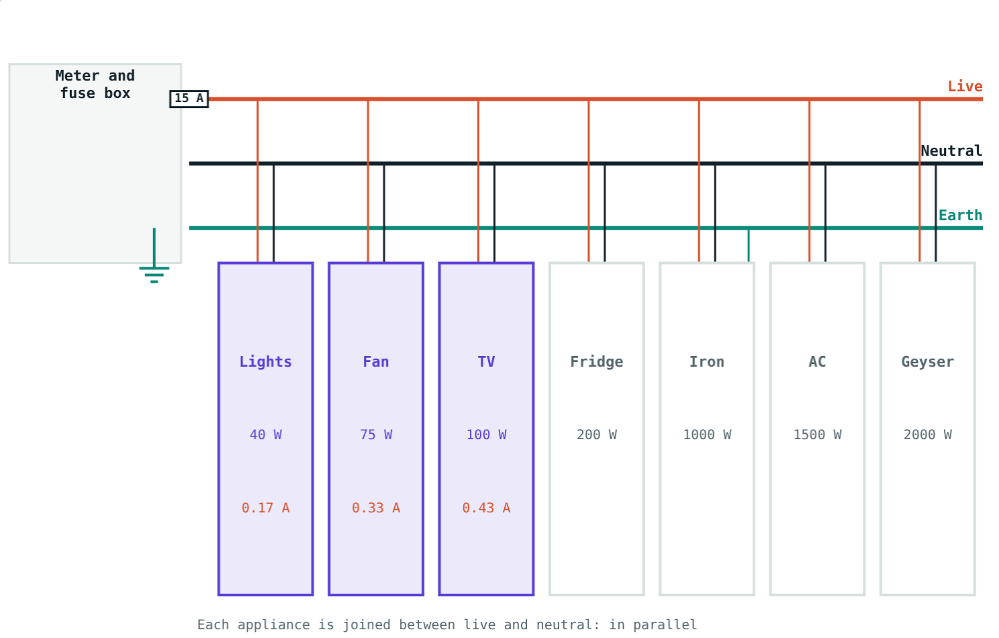 Meter and
fuse box
15 A
Live
Neutral
Earth
Lights
Fan
TV
Fridge
Iron
AC
Geyser
40 W
75 W
100 W
200 W
1000 W
1500 W
2000 W
0.17 A
0.33 A
0.43 A
Each appliance is joined between live and neutral: in parallel